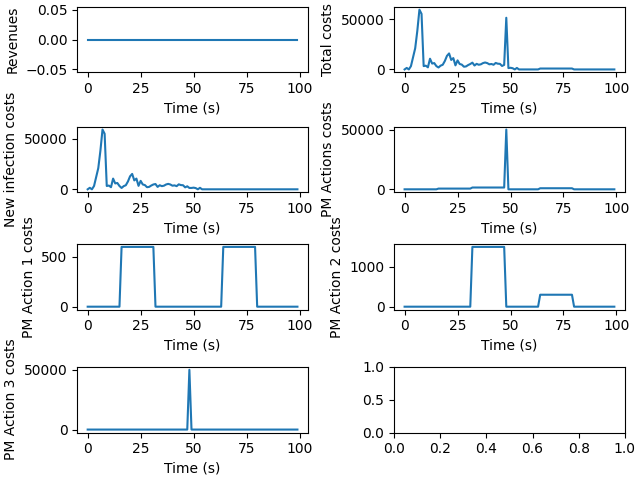 Revenues
0.05
0.00
−0.05
0 25 50 75 100
Time (s)
Total costs
50000
0
0 25 50 75 100
Time (s)
New infection costs
50000
0
0 25 50 75 100
Time (s)
PM Actions costs
50000
0
0 25 50 75 100
Time (s)
PM Action 1 costs
500
0
0 25 50 75 100
Time (s)
PM Action 2 costs
1000
0
0 25 50 75 100
Time (s)
PM Action 3 costs
50000
0
0 25 50 75 100
Time (s)
1.0
0.5
0.0
0.0 0.2 0.4 0.6 0.8 1.0